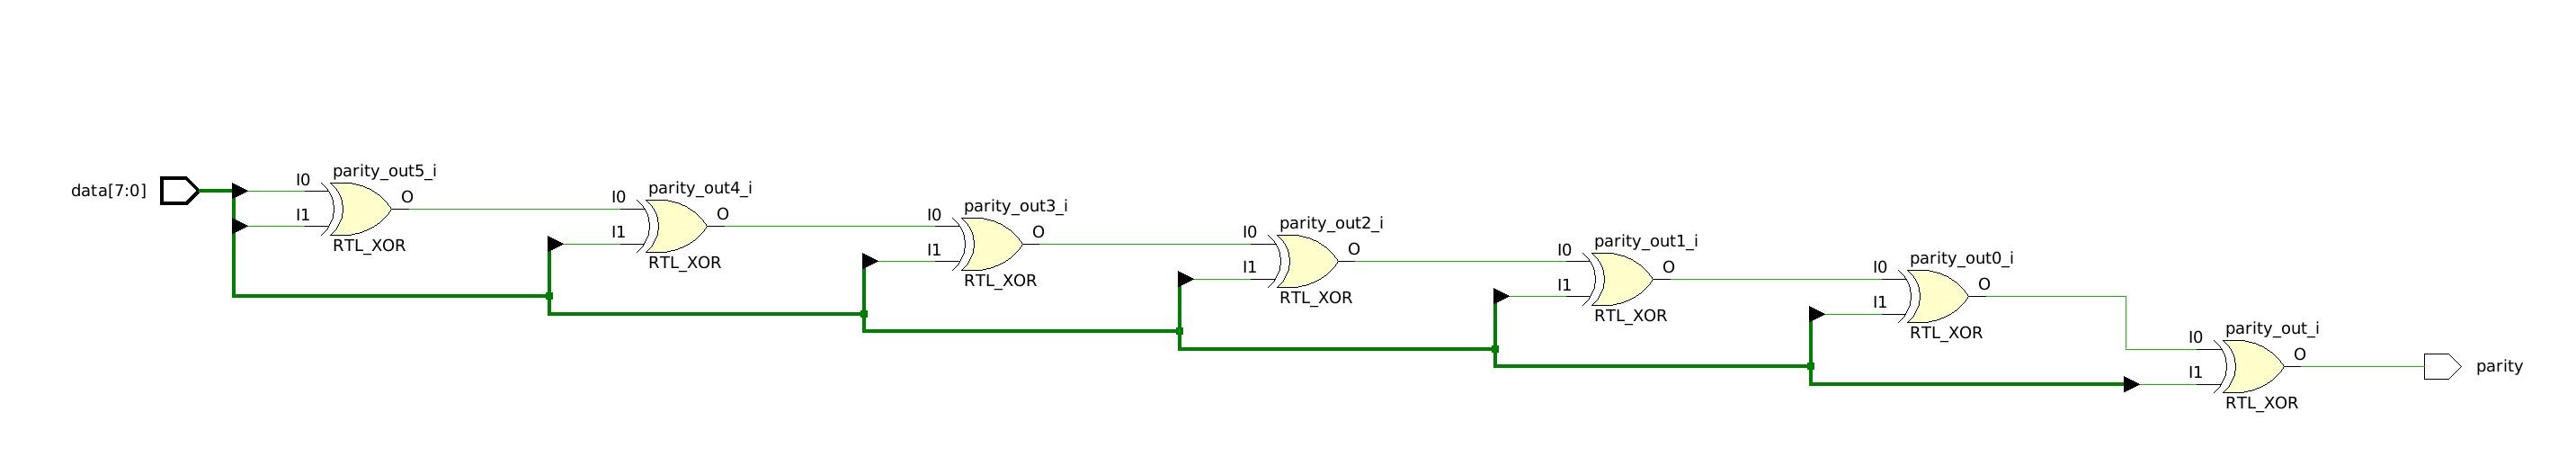 data[7:0]
I0
I1
parity_out5_i
O
RTL_XOR
I0
I1
parity_out4_i
O
RTL_XOR
I0
I1
parity_out3_i
O
RTL_XOR
I0
I1
parity_out2_i
O
RTL_XOR
I0
I1
parity_out1_i
O
RTL_XOR
I0
I1
parity_out0_i
O
RTL_XOR
I0
I1
parity_out_i
O
RTL_XOR
parity